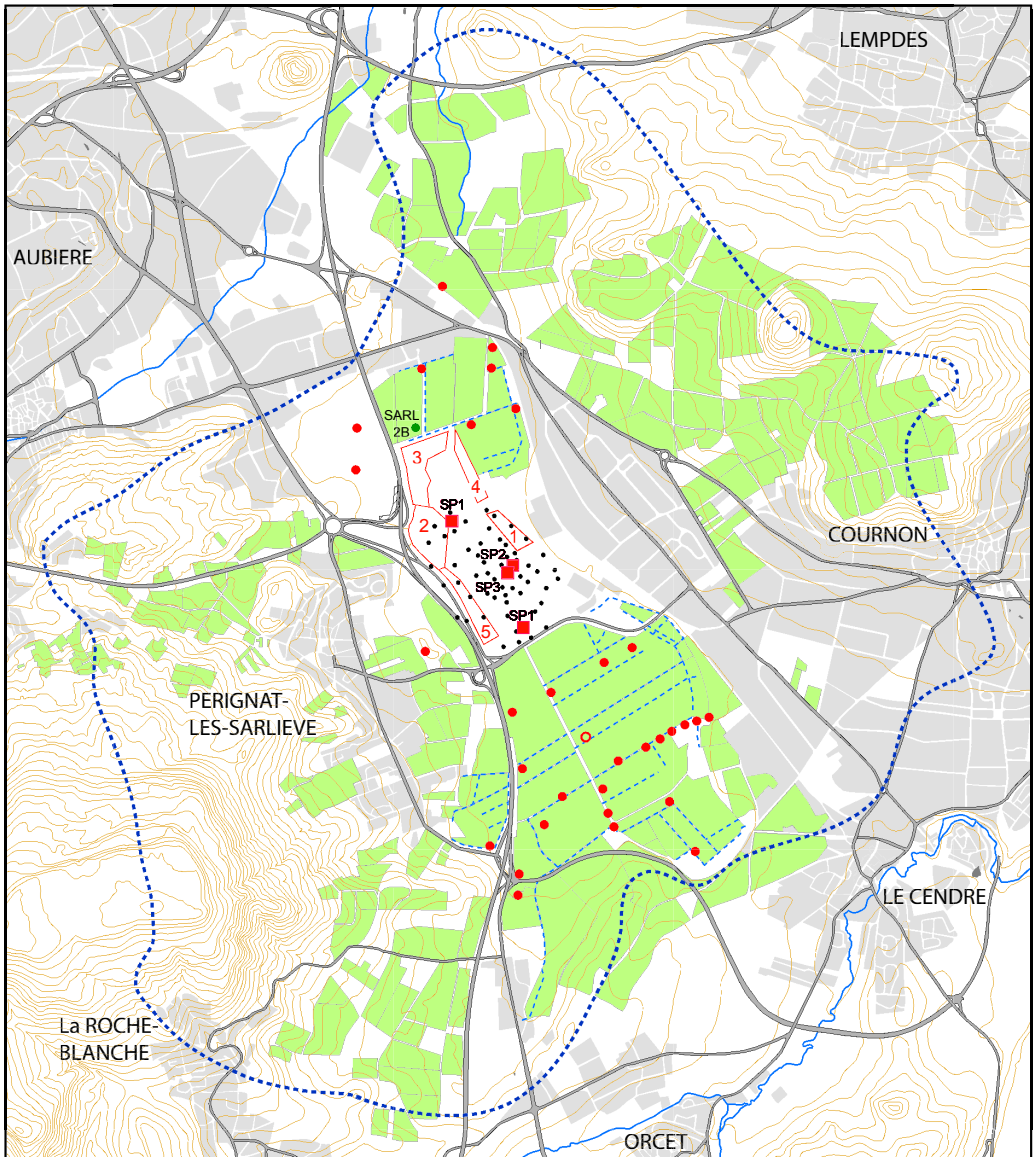 LEMPDES
AUBIERE
SARL
2B
3
4
SP1
2
1
COURNON
SP2
SP3
SP1
5
PERIGNAT-
LES-SARLIEVE
LE CENDRE
La ROCHE-
BLANCHE
ORCET